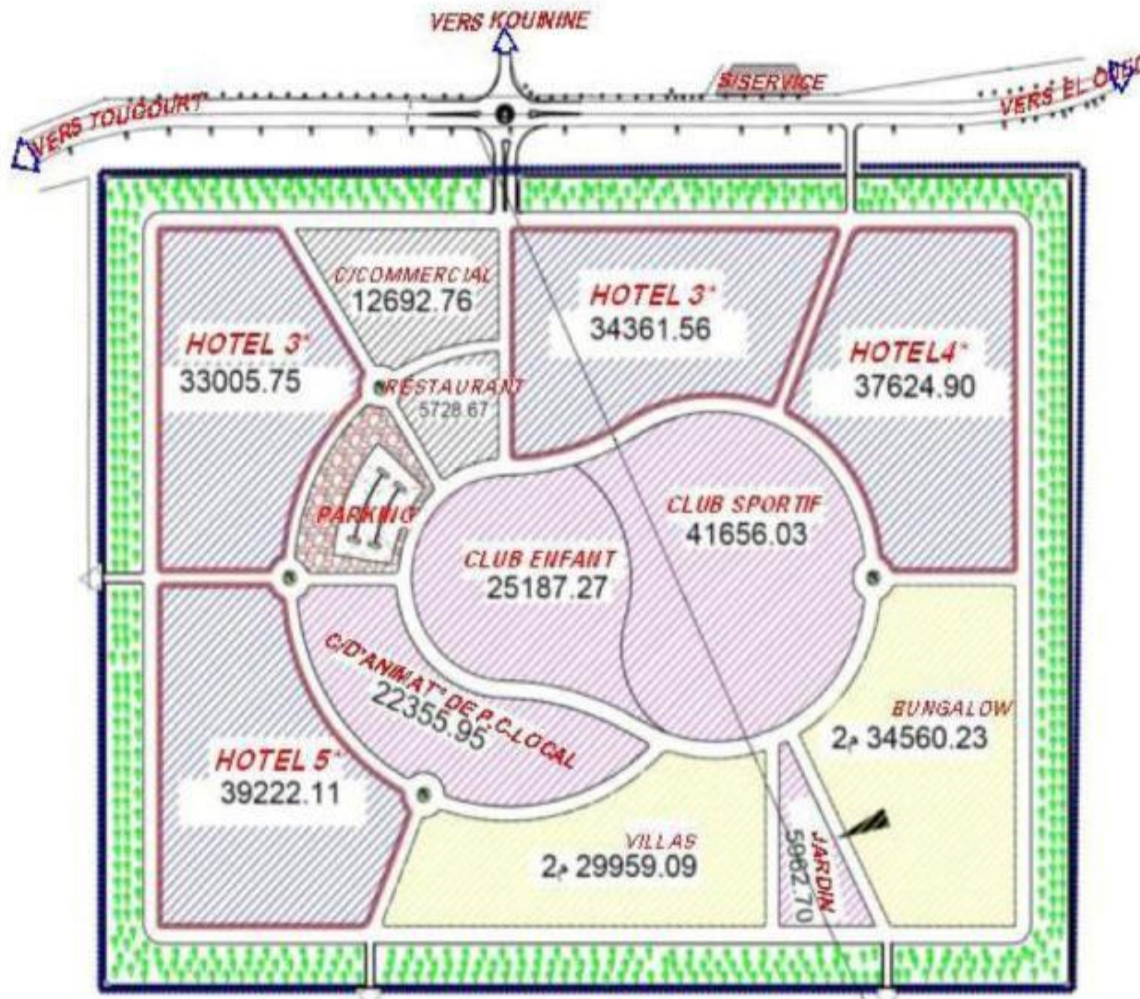 VERS KOUININE
S/SERVICE
VERS TOUGOURT
VERS EL OUED
C/COMMERCIAL
12692.76
HOTEL 3*
34361.56
HOTEL 3*
33005.75
HOTEL4*
37624.90
RESTAURANT
5728.67
PARKING
CLUB SPORTIF
41656.03
CLUB ENFANT
25187.27
C/D'ANIMAT° DE P.C-LOCAL
22355.95
BUNGALOW
34560.23 م2
HOTEL 5*
39222.11
VILLAS
29959.09 م2
JARDIN
5962.70